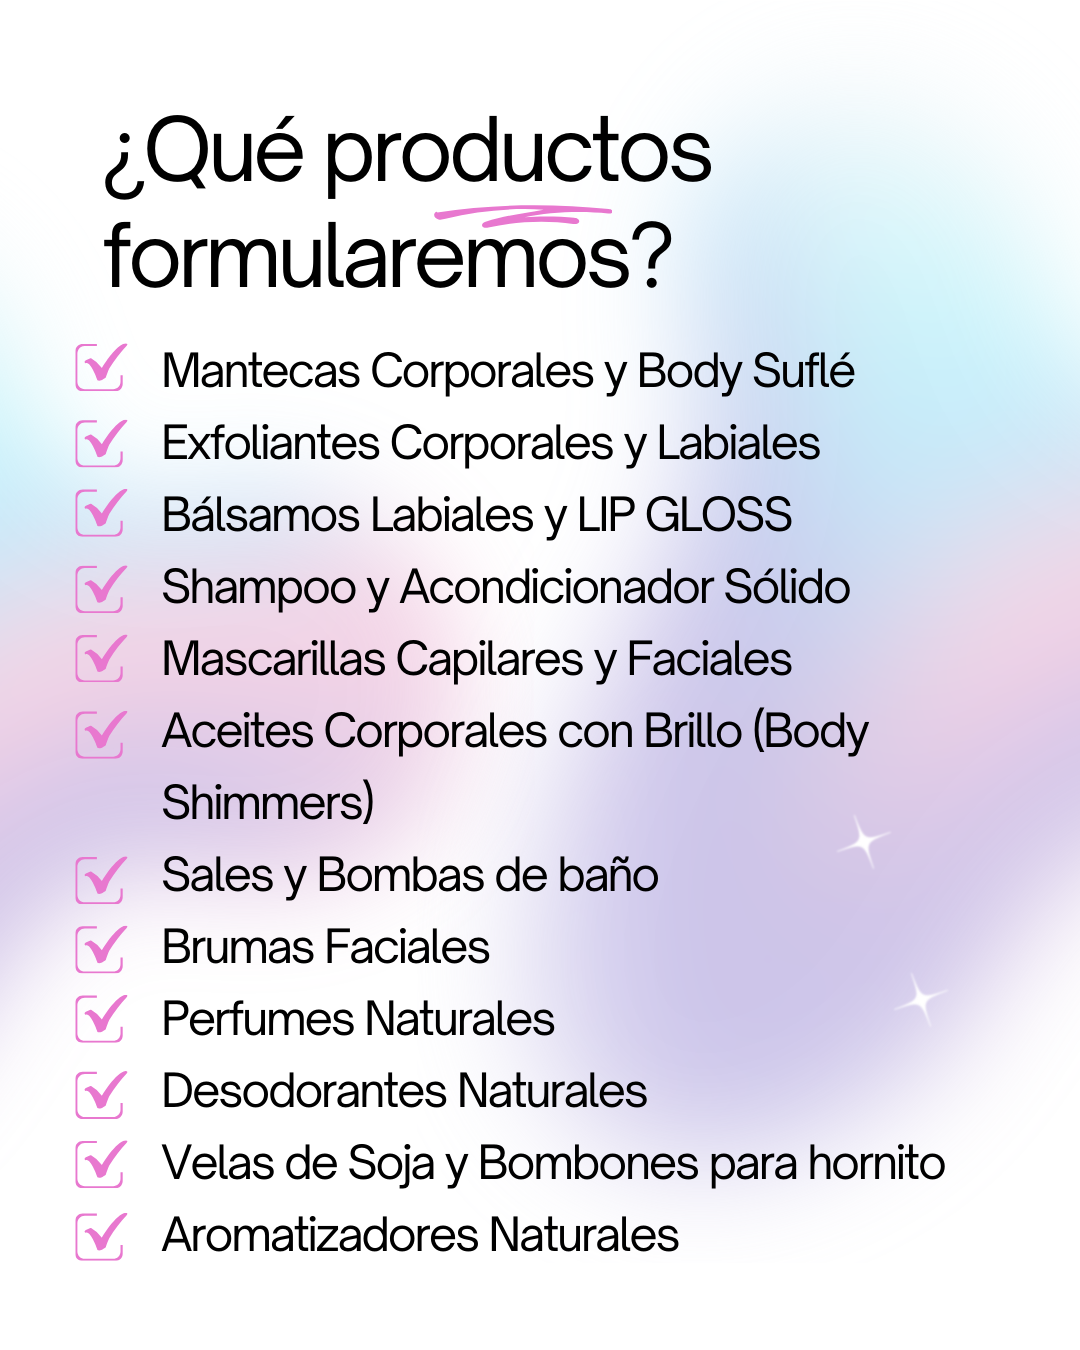 ¿Qué productos
formularemos?
Mantecas Corporales y Body Suflé
Exfoliantes Corporales y Labiales
Bálsamos Labiales y LIP GLOSS
Shampoo y Acondicionador Sólido
Mascarillas Capilares y Faciales
Aceites Corporales con Brillo (Body
Shimmers)
Sales y Bombas de baño
Brumas Faciales
Perfumes Naturales
Desodorantes Naturales
Velas de Soja y Bombones para hornito
Aromatizadores Naturales